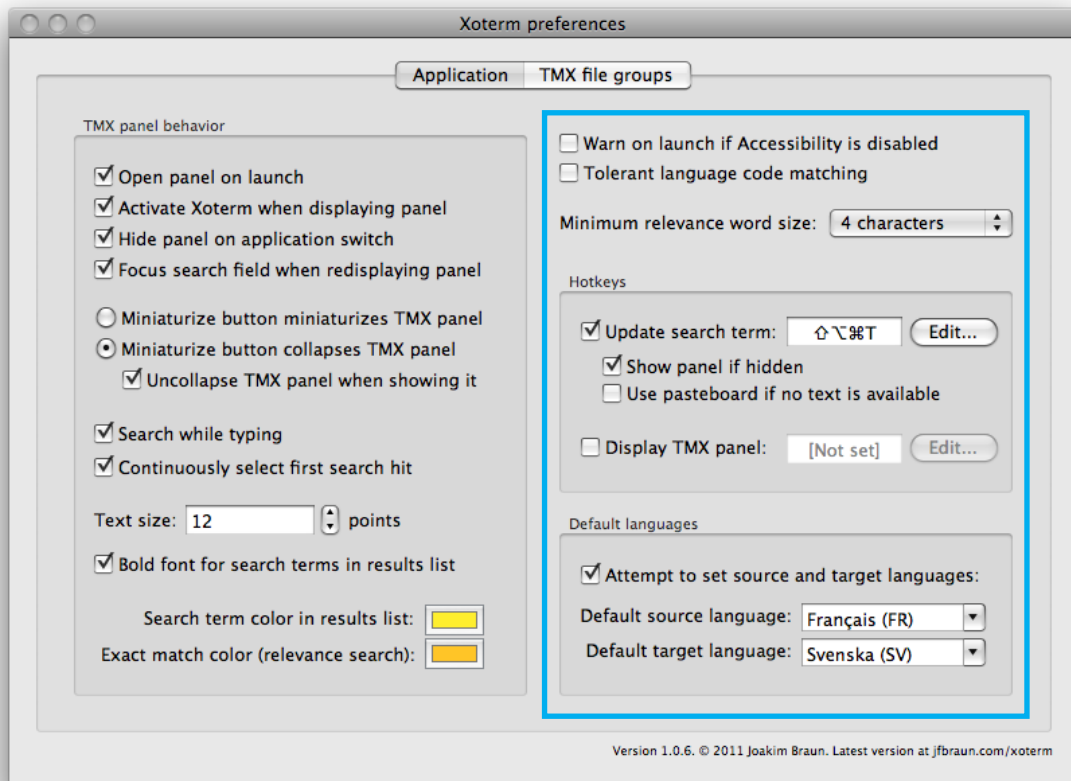 Xoterm preferences
Application TMX file groups
TMX panel behavior
Open panel on launch
Activate Xoterm when displaying panel
Hide panel on application switch
Focus search field when redisplaying panel
Miniaturize button miniaturizes TMX panel
Miniaturize button collapses TMX panel
Uncollapse TMX panel when showing it
Search while typing
Continuously select first search hit
Text size: 12 points
Bold font for search terms in results list
Search term color in results list:
Exact match color (relevance search):
Warn on launch if Accessibility is disabled
Tolerant language code matching
Minimum relevance word size: 4 characters
Hotkeys
Update search term: ⇧⌥⌘T Edit...
Show panel if hidden
Use pasteboard if no text is available
Display TMX panel: [Not set] Edit...
Default languages
Attempt to set source and target languages:
Default source language: Français (FR)
Default target language: Svenska (SV)
Version 1.0.6. © 2011 Joakim Braun. Latest version at jfbraun.com/xoterm